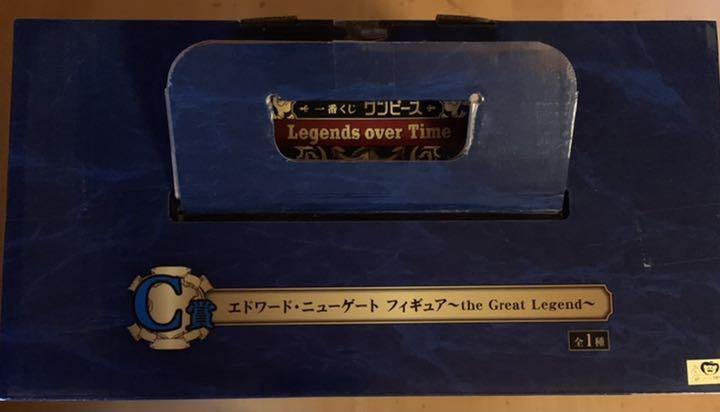 一番くじ ワンピース
Legends over Time
C賞 エドワード・ニューゲート フィギュア～the Great Legend～
全1種